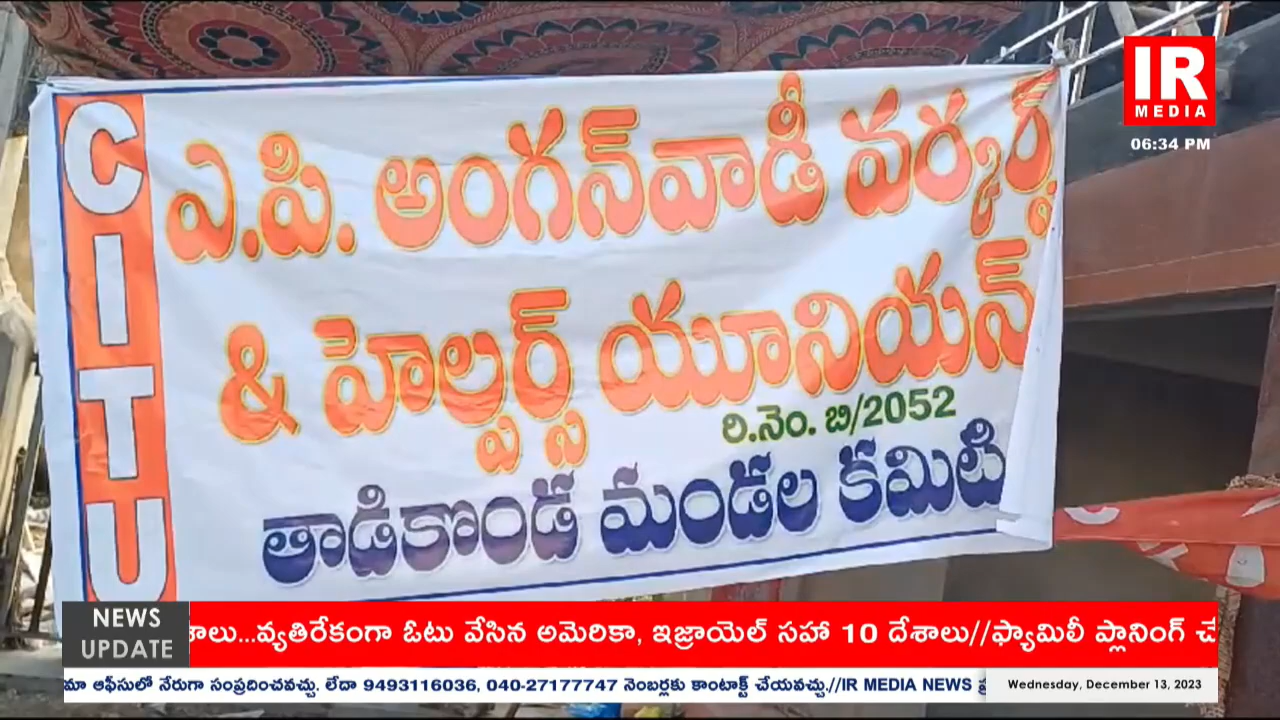 IR
MEDIA
06:34 PM
CITU
ఎ.పి. అంగన్‌వాడీ వర్కర్స్
& హెల్పర్స్ యూనియన్
రి.నెం. బి/2052
తాడికొండ మండల కమిటి
NEWS
UPDATE
వ్యతిరేకంగా ఓటు వేసిన అమెరికా, ఇజ్రాయెల్ సహా 10 దేశాలు//ఫ్యామిలీ ప్లానింగ్
మా ఆఫీసులో నేరుగా సంప్రదించవచ్చు. లేదా 9493116036, 040-27177747 నెంబర్లకు కాంటాక్ట్ చేయవచ్చు.//IR MEDIA NEWS
Wednesday, December 13, 2023